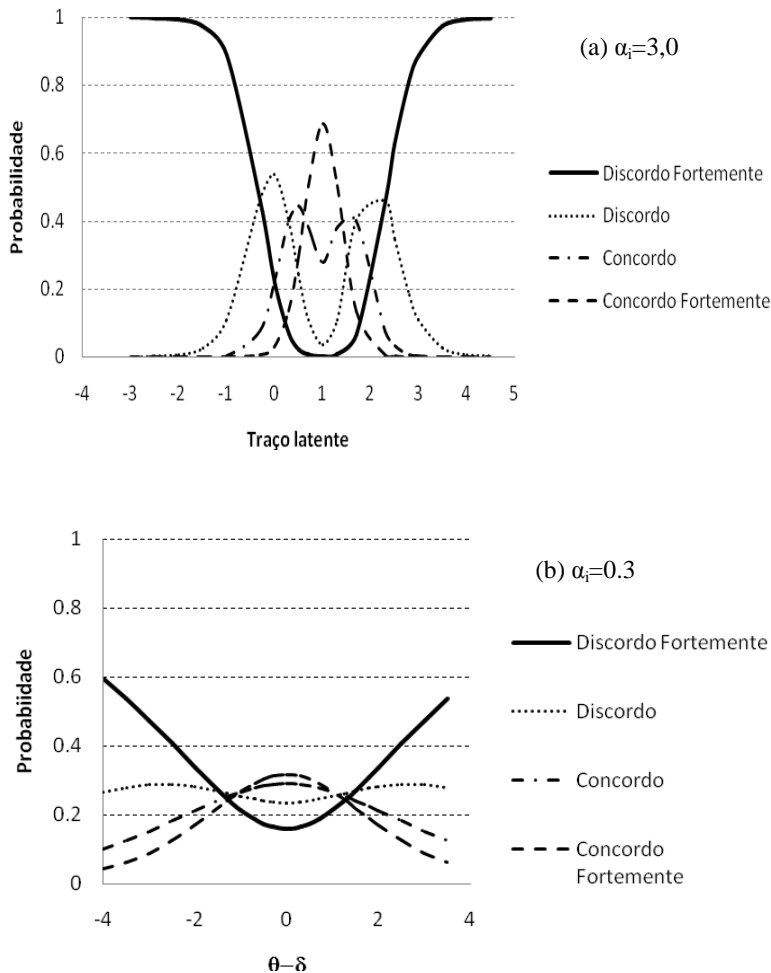 1
0.8
0.6
0.4
0.2
0
Probabilidade
-4 -3 -2 -1 0 1 2 3 4 5
Traço latente
(a) αi=3,0
Discordo Fortemente
Discordo
Concordo
Concordo Fortemente
1
0.8
0.6
0.4
0.2
0
Probabiidade
-4 -2 0 2 4
θ–δ
(b) αi=0.3
Discordo Fortemente
Discordo
Concordo
Concordo
Fortemente